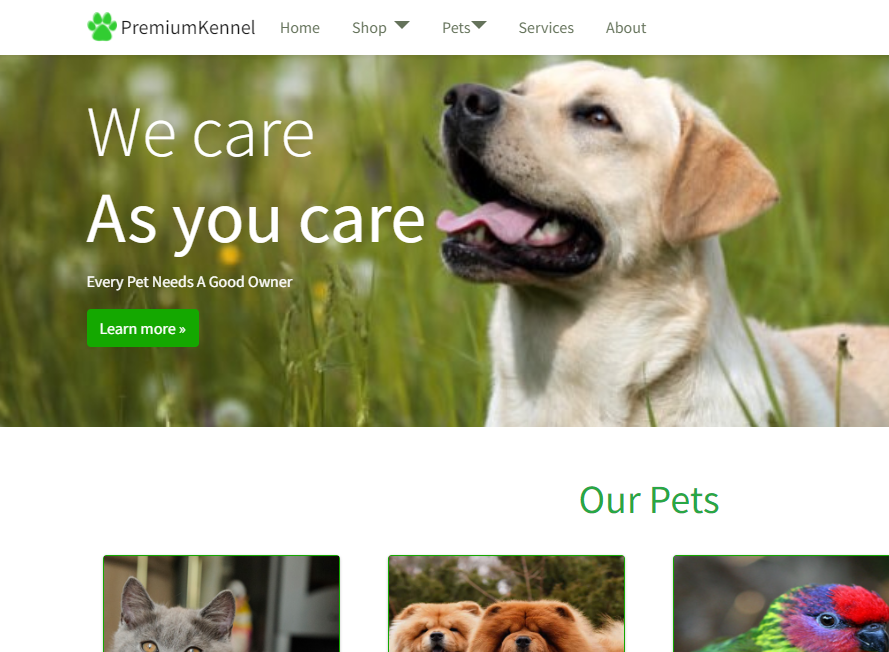 PremiumKennel Home Shop Pets Services About
We care
As you care
Every Pet Needs A Good Owner
Learn more »
Our Pets